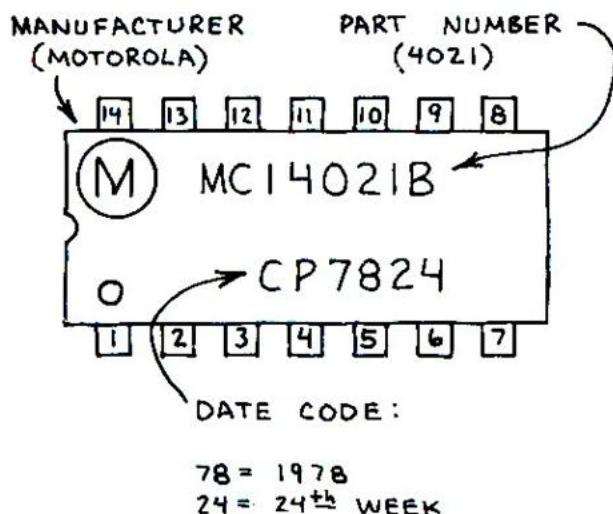 MANUFACTURER
(MOTOROLA)
PART NUMBER
(4021)
14 13 12 11 10 9 8
M MC14021B
CP7824
1 2 3 4 5 6 7
DATE CODE:
78 = 1978
24 = 24th WEEK